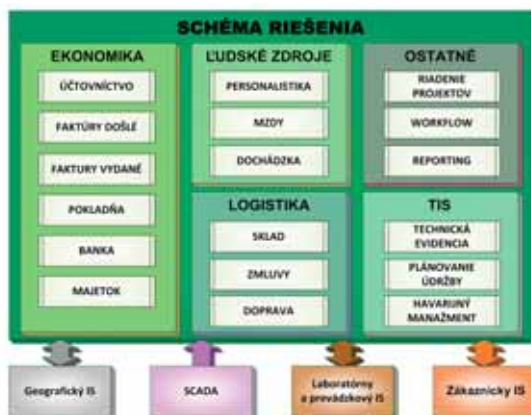 SCHÉMA RIEŠENIA
EKONOMIKA
ÚČTOVNÍCTVO
FAKTÚRY DOŠLÉ
FAKTURY VYDANÉ
POKLADŇA
BANKA
MAJETOK
ĽUDSKÉ ZDROJE
PERSONALISTIKA
MZDY
DOCHÁDZKA
OSTATNÉ
RIADENIE
PROJEKTOV
WORKFLOW
REPORTING
LOGISTIKA
SKLAD
ZMLUVY
DOPRAVA
TIS
TECHNICKÁ
EVIDENCIA
PLÁNOVANIE
ÚDRŽBY
HAVARIJNÝ
MANAŽMENT
Geografický IS
SCADA
Laboratórny
a prevádzkový IS
Zákaznícky IS